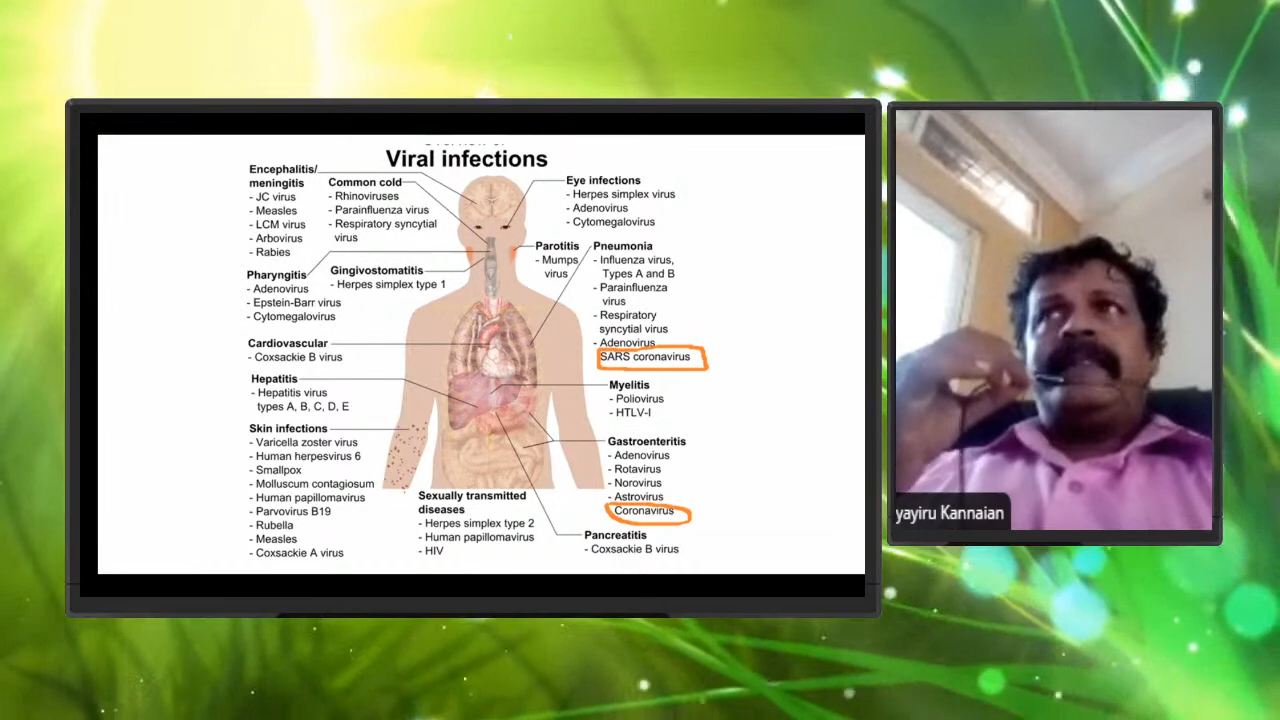 Viral infections
Encephalitis/
meningitis
- JC virus
- Measles
- LCM virus
- Arbovirus
- Rabies
Common cold
- Rhinoviruses
- Parainfluenza virus
- Respiratory syncytial
virus
Eye infections
- Herpes simplex virus
- Adenovirus
- Cytomegalovirus
Parotitis
- Mumps
virus
Pneumonia
- Influenza virus,
Types A and B
- Parainfluenza
virus
- Respiratory
syncytial virus
- Adenovirus
SARS coronavirus
Pharyngitis
- Adenovirus
- Epstein-Barr virus
- Cytomegalovirus
Gingivostomatitis
- Herpes simplex type 1
Cardiovascular
- Coxsackie B virus
Hepatitis
- Hepatitis virus
types A, B, C, D, E
Myelitis
- Poliovirus
- HTLV-I
Skin infections
- Varicella zoster virus
- Human herpesvirus 6
- Smallpox
- Molluscum contagiosum
- Human papillomavirus
- Parvovirus B19
- Rubella
- Measles
- Coxsackie A virus
Gastroenteritis
- Adenovirus
- Rotavirus
- Norovirus
- Astrovirus
- Coronavirus
Sexually transmitted
diseases
- Herpes simplex type 2
- Human papillomavirus
- HIV
Pancreatitis
- Coxsackie B virus
yayiru Kannaian